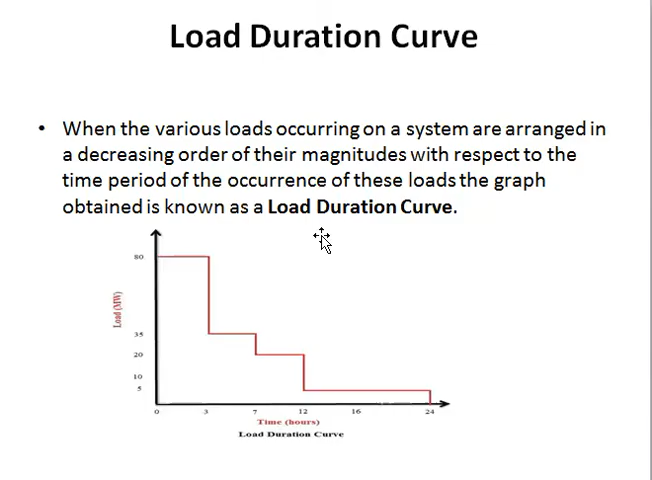 Load Duration Curve
• When the various loads occurring on a system are arranged in
a decreasing order of their magnitudes with respect to the
time period of the occurrence of these loads the graph
obtained is known as a Load Duration Curve.
80
Load (MW)
35
20
10
5
0 3 7 12 16 24
Time (hours)
Load Duration Curve